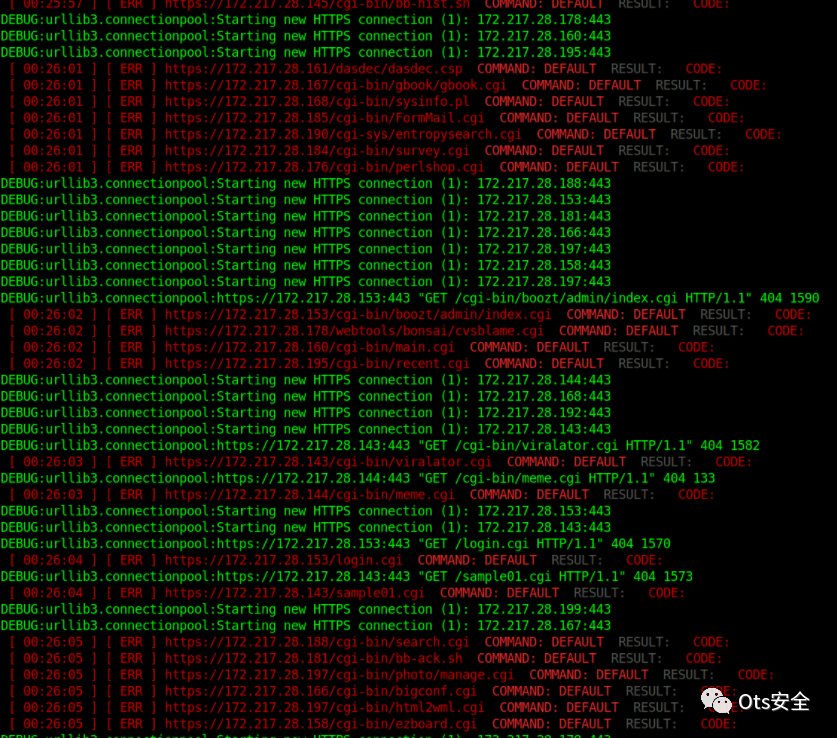 [ 00:25:57 ] [ ERR ] https://172.217.28.145/cgi-bin/bb-hist.sh COMMAND: DEFAULT RESULT: CODE:
DEBUG:urllib3.connectionpool:Starting new HTTPS connection (1): 172.217.28.178:443
DEBUG:urllib3.connectionpool:Starting new HTTPS connection (1): 172.217.28.160:443
DEBUG:urllib3.connectionpool:Starting new HTTPS connection (1): 172.217.28.195:443
[ 00:26:01 ] [ ERR ] https://172.217.28.161/dasdec/dasdec.csp COMMAND: DEFAULT RESULT: CODE:
[ 00:26:01 ] [ ERR ] https://172.217.28.167/cgi-bin/gbook/gbook.cgi COMMAND: DEFAULT RESULT: CODE:
[ 00:26:01 ] [ ERR ] https://172.217.28.168/cgi-bin/sysinfo.pl COMMAND: DEFAULT RESULT: CODE:
[ 00:26:01 ] [ ERR ] https://172.217.28.185/cgi-bin/FormMail.cgi COMMAND: DEFAULT RESULT: CODE:
[ 00:26:01 ] [ ERR ] https://172.217.28.190/cgi-sys/entropysearch.cgi COMMAND: DEFAULT RESULT: CODE:
[ 00:26:01 ] [ ERR ] https://172.217.28.184/cgi-bin/survey.cgi COMMAND: DEFAULT RESULT: CODE:
[ 00:26:01 ] [ ERR ] https://172.217.28.176/cgi-bin/perlshop.cgi COMMAND: DEFAULT RESULT: CODE:
DEBUG:urllib3.connectionpool:Starting new HTTPS connection (1): 172.217.28.188:443
DEBUG:urllib3.connectionpool:Starting new HTTPS connection (1): 172.217.28.153:443
DEBUG:urllib3.connectionpool:Starting new HTTPS connection (1): 172.217.28.181:443
DEBUG:urllib3.connectionpool:Starting new HTTPS connection (1): 172.217.28.166:443
DEBUG:urllib3.connectionpool:Starting new HTTPS connection (1): 172.217.28.197:443
DEBUG:urllib3.connectionpool:Starting new HTTPS connection (1): 172.217.28.158:443
DEBUG:urllib3.connectionpool:Starting new HTTPS connection (1): 172.217.28.197:443
DEBUG:urllib3.connectionpool:https://172.217.28.153:443 "GET /cgi-bin/boozt/admin/index.cgi HTTP/1.1" 404 1590
[ 00:26:02 ] [ ERR ] https://172.217.28.153/cgi-bin/boozt/admin/index.cgi COMMAND: DEFAULT RESULT: CODE:
[ 00:26:02 ] [ ERR ] https://172.217.28.178/webtools/bonsai/cvsblame.cgi COMMAND: DEFAULT RESULT: CODE:
[ 00:26:02 ] [ ERR ] https://172.217.28.160/cgi-bin/main.cgi COMMAND: DEFAULT RESULT: CODE:
[ 00:26:02 ] [ ERR ] https://172.217.28.195/cgi-bin/recent.cgi COMMAND: DEFAULT RESULT: CODE:
DEBUG:urllib3.connectionpool:Starting new HTTPS connection (1): 172.217.28.144:443
DEBUG:urllib3.connectionpool:Starting new HTTPS connection (1): 172.217.28.168:443
DEBUG:urllib3.connectionpool:Starting new HTTPS connection (1): 172.217.28.192:443
DEBUG:urllib3.connectionpool:Starting new HTTPS connection (1): 172.217.28.143:443
DEBUG:urllib3.connectionpool:https://172.217.28.143:443 "GET /cgi-bin/viralator.cgi HTTP/1.1" 404 1582
[ 00:26:03 ] [ ERR ] https://172.217.28.143/cgi-bin/viralator.cgi COMMAND: DEFAULT RESULT: CODE:
DEBUG:urllib3.connectionpool:https://172.217.28.144:443 "GET /cgi-bin/meme.cgi HTTP/1.1" 404 133
[ 00:26:03 ] [ ERR ] https://172.217.28.144/cgi-bin/meme.cgi COMMAND: DEFAULT RESULT: CODE:
DEBUG:urllib3.connectionpool:Starting new HTTPS connection (1): 172.217.28.153:443
DEBUG:urllib3.connectionpool:Starting new HTTPS connection (1): 172.217.28.143:443
DEBUG:urllib3.connectionpool:https://172.217.28.153:443 "GET /login.cgi HTTP/1.1" 404 1570
[ 00:26:04 ] [ ERR ] https://172.217.28.153/login.cgi COMMAND: DEFAULT RESULT: CODE:
DEBUG:urllib3.connectionpool:https://172.217.28.143:443 "GET /sample01.cgi HTTP/1.1" 404 1573
[ 00:26:04 ] [ ERR ] https://172.217.28.143/sample01.cgi COMMAND: DEFAULT RESULT: CODE:
DEBUG:urllib3.connectionpool:Starting new HTTPS connection (1): 172.217.28.199:443
DEBUG:urllib3.connectionpool:Starting new HTTPS connection (1): 172.217.28.167:443
[ 00:26:05 ] [ ERR ] https://172.217.28.188/cgi-bin/search.cgi COMMAND: DEFAULT RESULT: CODE:
[ 00:26:05 ] [ ERR ] https://172.217.28.181/cgi-bin/bb-ack.sh COMMAND: DEFAULT RESULT: CODE:
[ 00:26:05 ] [ ERR ] https://172.217.28.197/cgi-bin/photo/manage.cgi COMMAND: DEFAULT RESULT: CODE:
[ 00:26:05 ] [ ERR ] https://172.217.28.166/cgi-bin/bigconf.cgi COMMAND: DEFAULT RESULT:
[ 00:26:05 ] [ ERR ] https://172.217.28.197/cgi-bin/html2wml.cgi COMMAND: DEFAULT RESULT:
[ 00:26:05 ] [ ERR ] https://172.217.28.158/cgi-bin/ezboard.cgi COMMAND: DEFAULT RESULT: CODE:
DEBUG:urllib3.connectionpool:Starting new HTTPS connection (1): 172.217.28.178:443
Ots安全